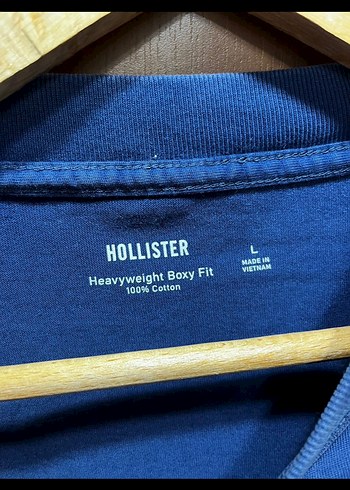 HOLLISTER
Heavyweight Boxy Fit
100% Cotton
L
MADE IN
VIETNAM